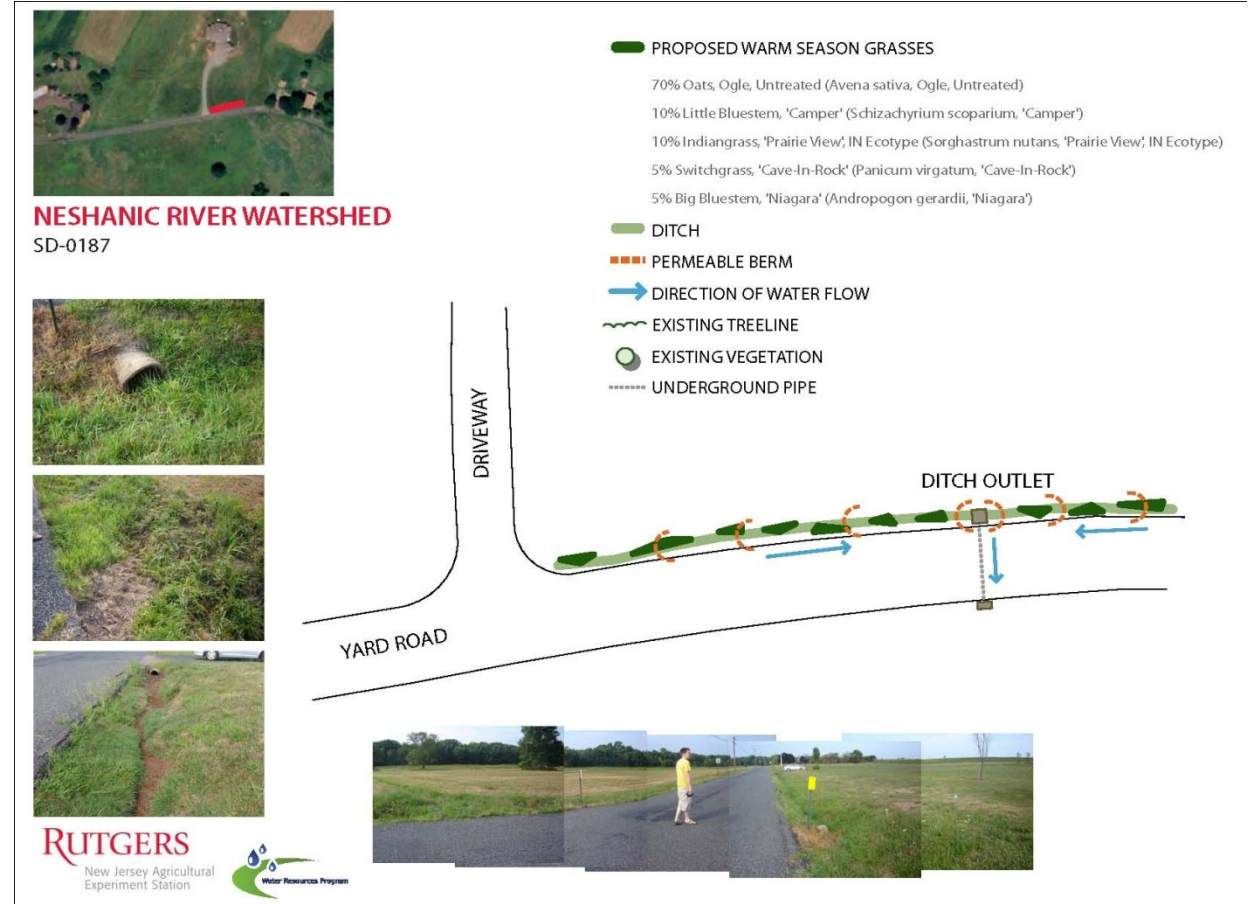 NESHANIC RIVER WATERSHED
SD-0187
PROPOSED WARM SEASON GRASSES
70% Oats, Ogle, Untreated (Avena sativa, Ogle, Untreated)
10% Little Bluestem, 'Camper' (Schizachyrium scoparium, 'Camper')
10% Indiangrass, 'Prairie View', IN Ecotype (Sorghastrum nutans, 'Prairie View', IN Ecotype)
5% Switchgrass, 'Cave-In-Rock' (Panicum virgatum, 'Cave-In-Rock')
5% Big Bluestem, 'Niagara' (Andropogon gerardii, 'Niagara')
DITCH
PERMEABLE BERM
DIRECTION OF WATER FLOW
EXISTING TREELINE
EXISTING VEGETATION
UNDERGROUND PIPE
DRIVEWAY
DITCH OUTLET
YARD ROAD
RUTGERS
New Jersey Agricultural
Experiment Station
Water Resources Program